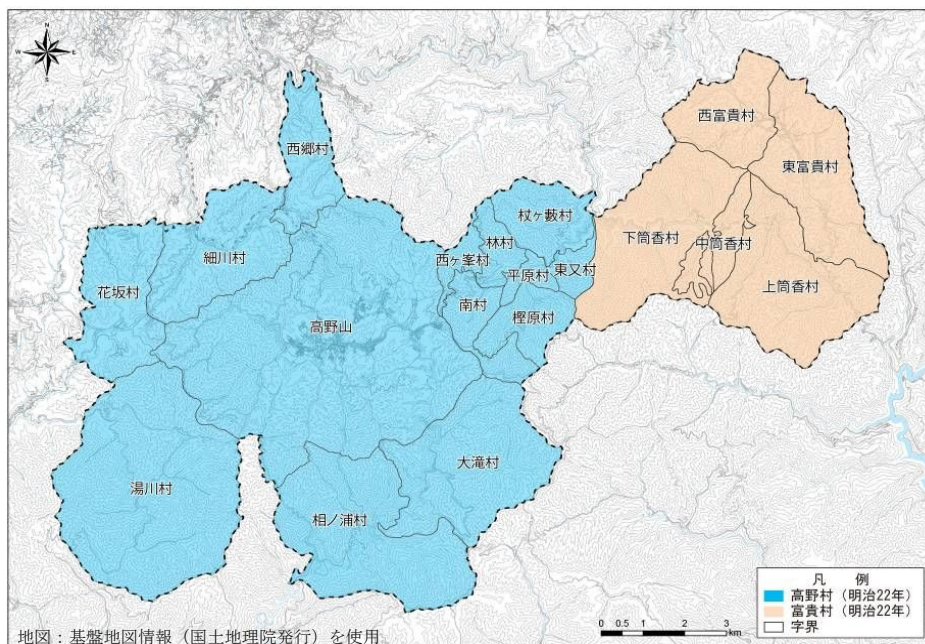 N
W
E
S
西富貴村
東富貴村
西郷村
杖ヶ藪村
林村
下筒香村
中筒香村
細川村
西ヶ峯村
平原村
東又村
花坂村
上筒香村
南村
樫原村
高野山
大滝村
湯川村
相ノ浦村
凡 例
高野村(明治22年)
富貴村(明治22年)
字界
0 0.5 1 2 3
km
地図:基盤地図情報(国土地理院発行)を使用